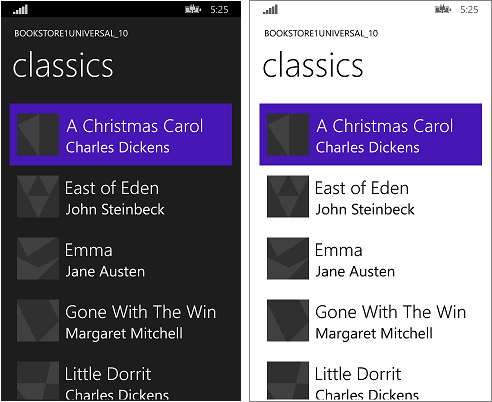 5:25
BOOKSTORE1UNIVERSAL_10
classics
A Christmas Carol
Charles Dickens
East of Eden
John Steinbeck
Emma
Jane Austen
Gone With The Win
Margaret Mitchell
Little Dorrit
Charles Dickens
5:25
BOOKSTORE1UNIVERSAL_10
classics
A Christmas Carol
Charles Dickens
East of Eden
John Steinbeck
Emma
Jane Austen
Gone With The Win
Margaret Mitchell
Little Dorrit
Charles Dickens